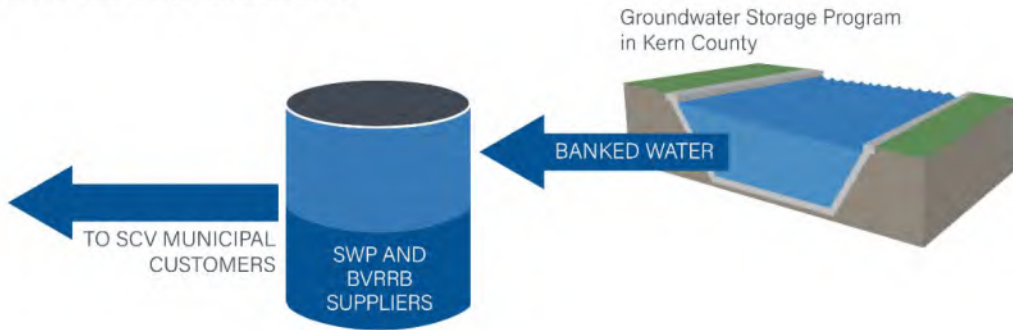 Groundwater Storage Program
in Kern County
BANKED WATER
TO SCV MUNICIPAL
CUSTOMERS
SWP AND
BVRRB
SUPPLIERS